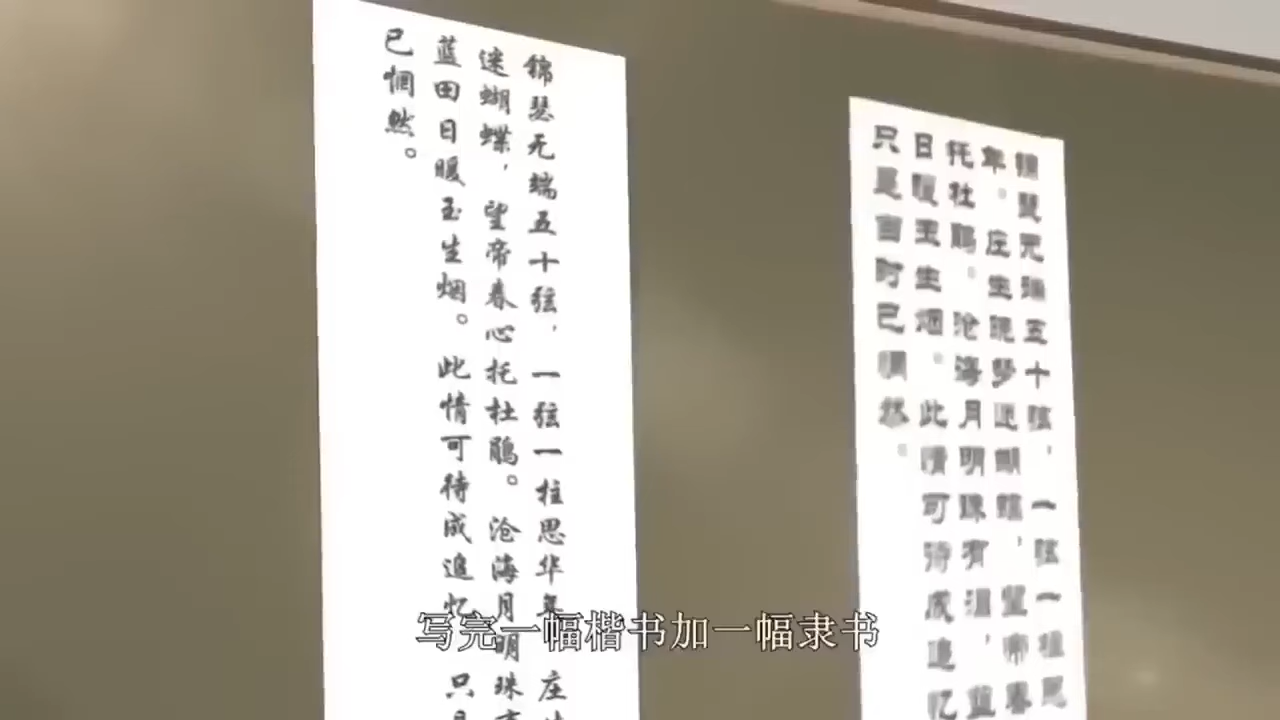 锦瑟无端五十弦，一弦一柱思华年庄
迷蝴蝶，望帝春心托杜鹃。沧海月明珠
蓝田日暖玉生烟。此情可待成追忆只
已惘然。
锦瑟无端五十弦，一弦一柱思
年。庄生晓梦迷蝴蝶，望帝春
托杜鹃。沧海月明珠有泪，蓝
日暖玉生烟。此情可待成追忆
只是当时已惘然。
写完一幅楷书加一幅隶书